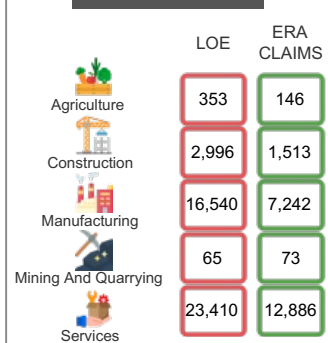 LOE ERA
CLAIMS
Agriculture 353 146
Construction 2,996 1,513
Manufacturing 16,540 7,242
Mining And Quarrying 65 73
Services 23,410 12,886